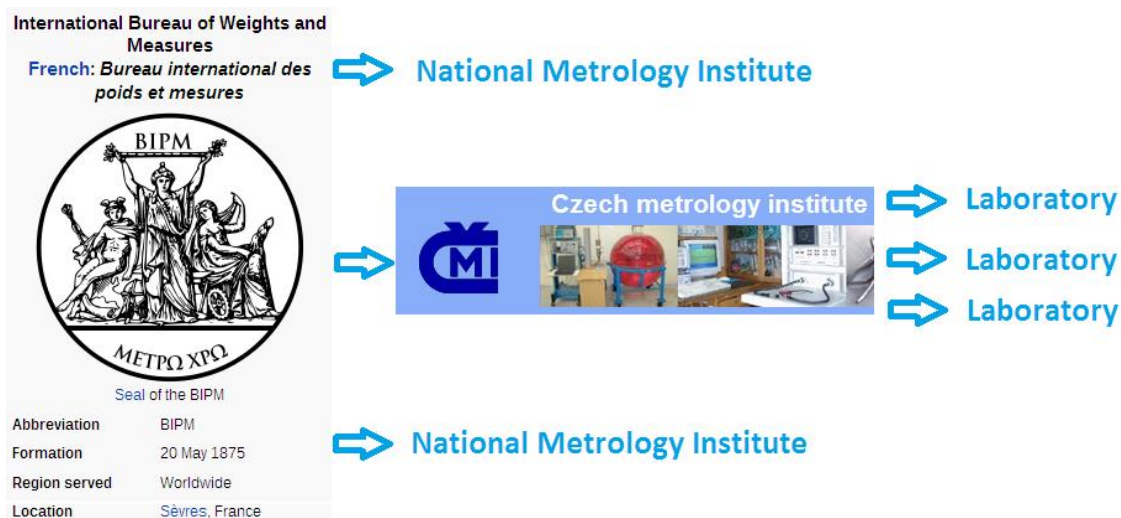 International Bureau of Weights and
Measures
French: Bureau international des
poids et mesures
BIPM
ΜΕΤΡΩ ΧΡΩ
Seal of the BIPM
Abbreviation BIPM
Formation 20 May 1875
Region served Worldwide
Location Sèvres, France
National Metrology Institute
Czech metrology institute
ČMI
National Metrology Institute
Laboratory
Laboratory
Laboratory